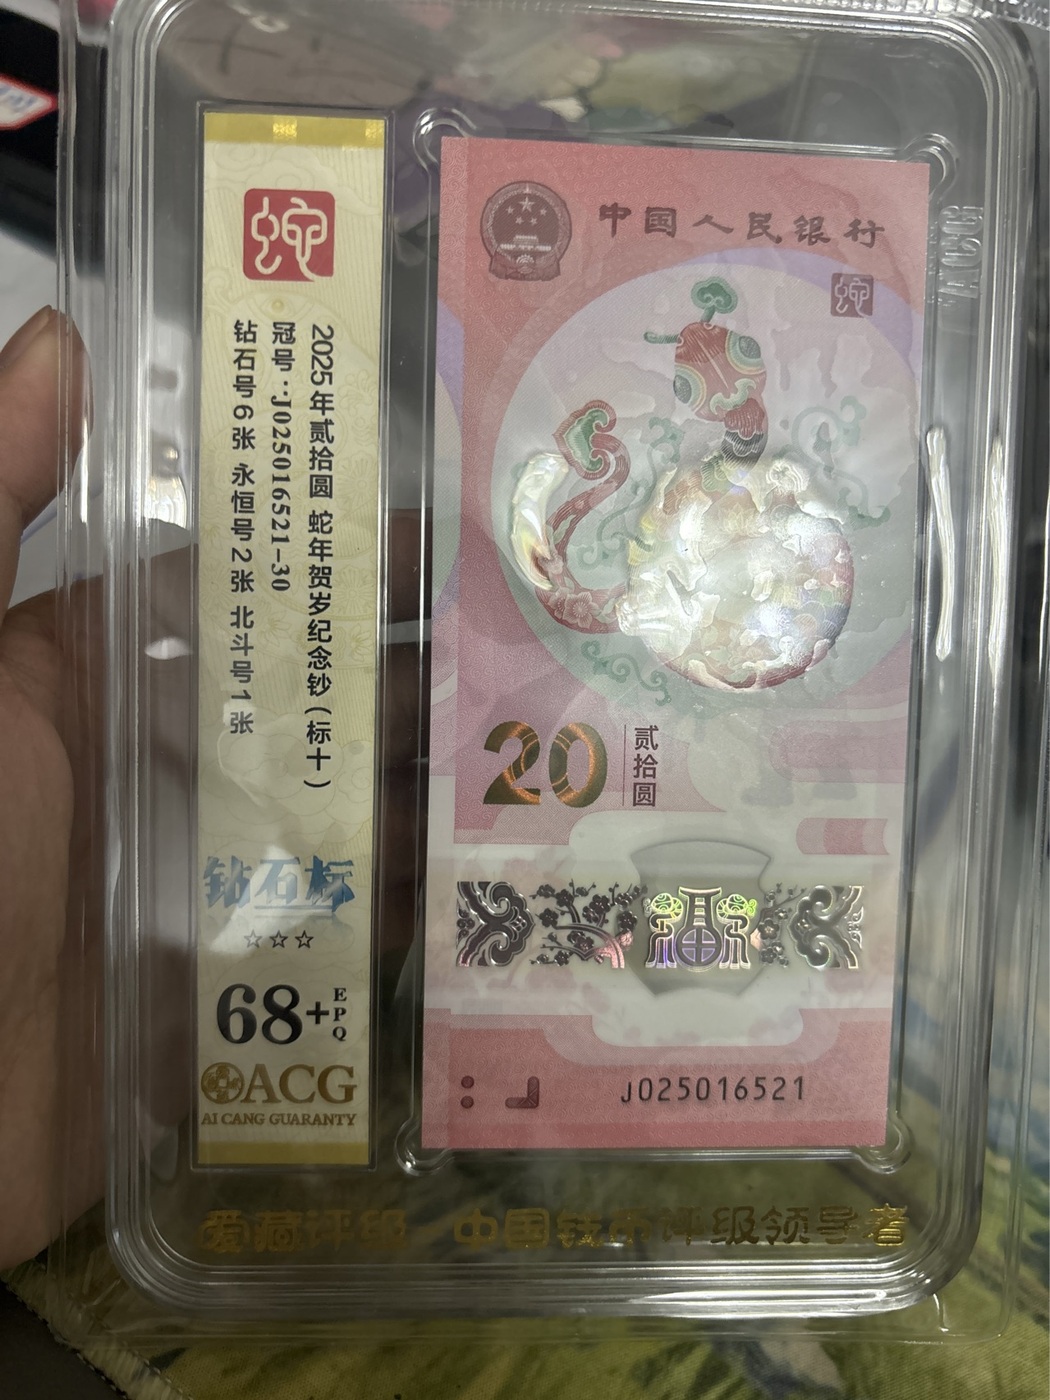 蛇
2025年贰拾圆 蛇年贺岁纪念钞(标十)
冠号:J025016521-30
钻石号6张 永恒号2张 北斗号1张
钻石标
68+
EPQ
ACG
AI CANG GUARANTY
中国人民银行
蛇
20
贰拾圆
J025016521
爱藏评级 中国钱币评级领导者